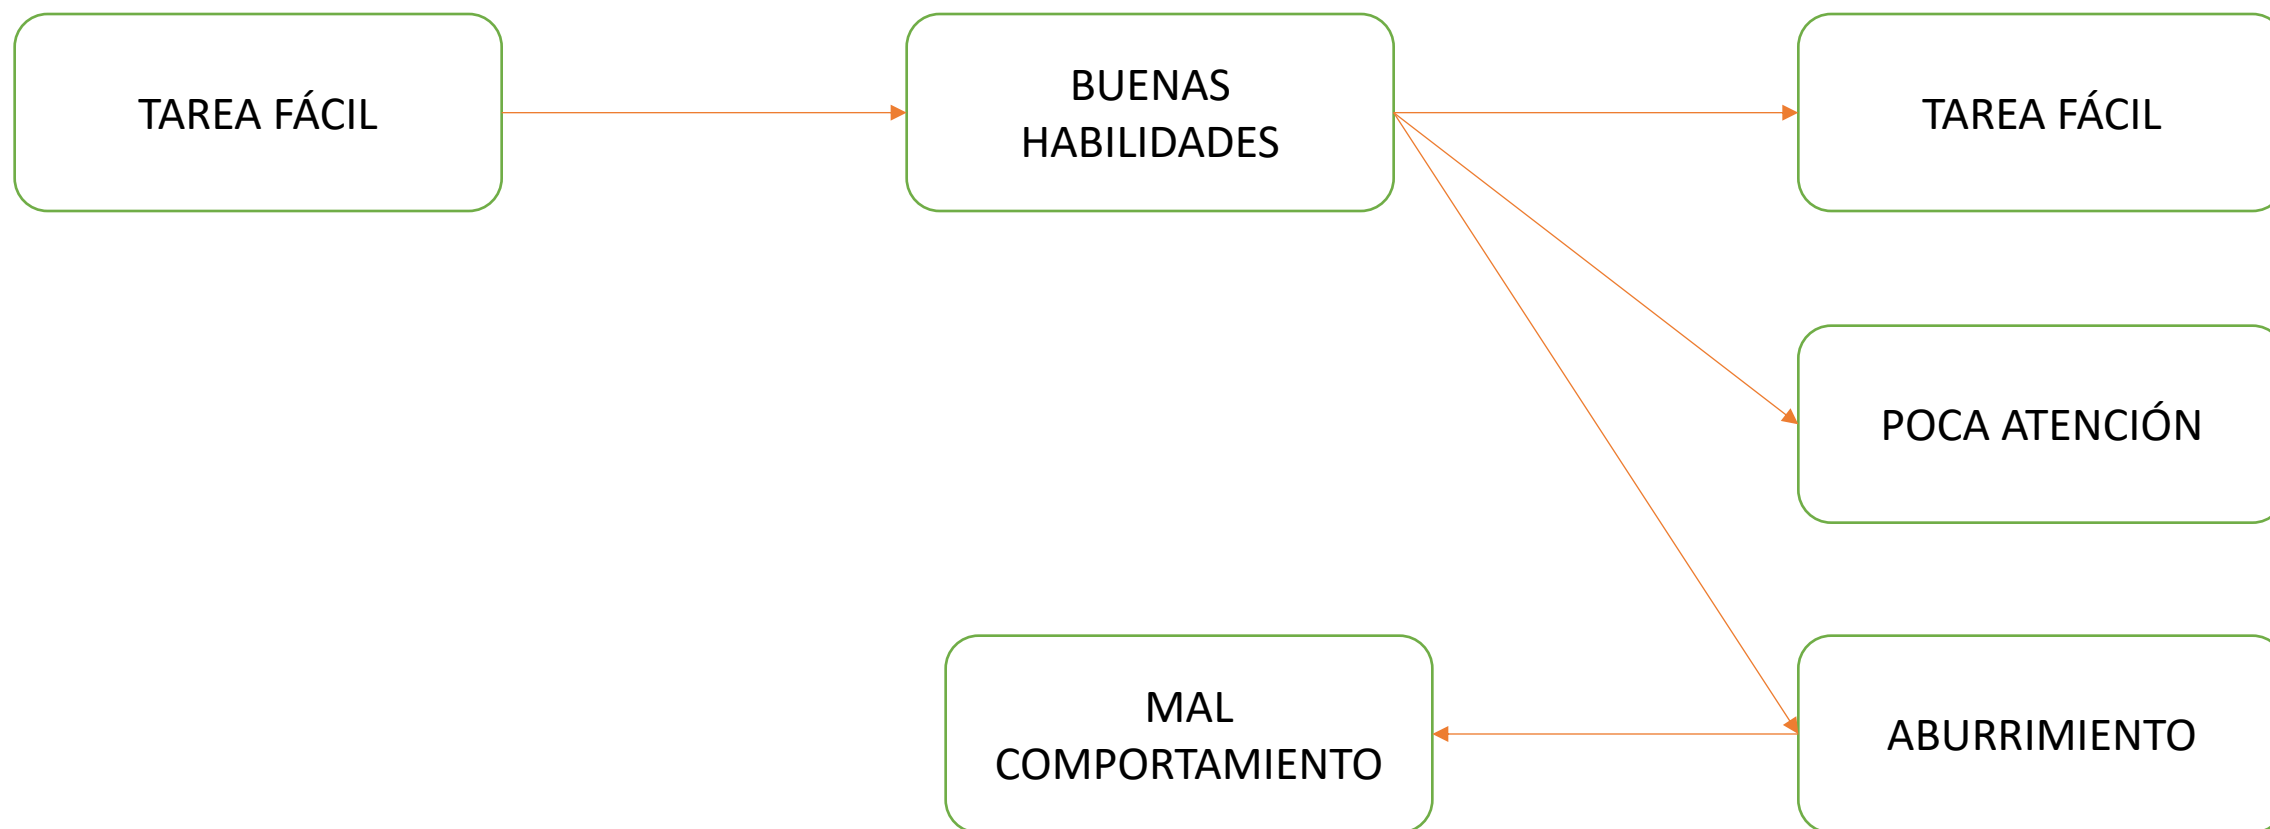 TAREA FÁCIL
BUENAS
HABILIDADES
TAREA FÁCIL
POCA ATENCIÓN
MAL
COMPORTAMIENTO
ABURRIMIENTO